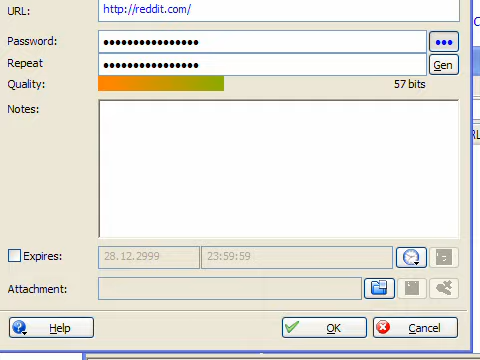 URL: http://reddit.com/
Password: ●●●●●●●●●●●●●●●● ●●●
Repeat ●●●●●●●●●●●●●●●● Gen
Quality: 57 bits
Notes:
Expires: 28.12.2999 23:59:59
Attachment:
Help OK Cancel